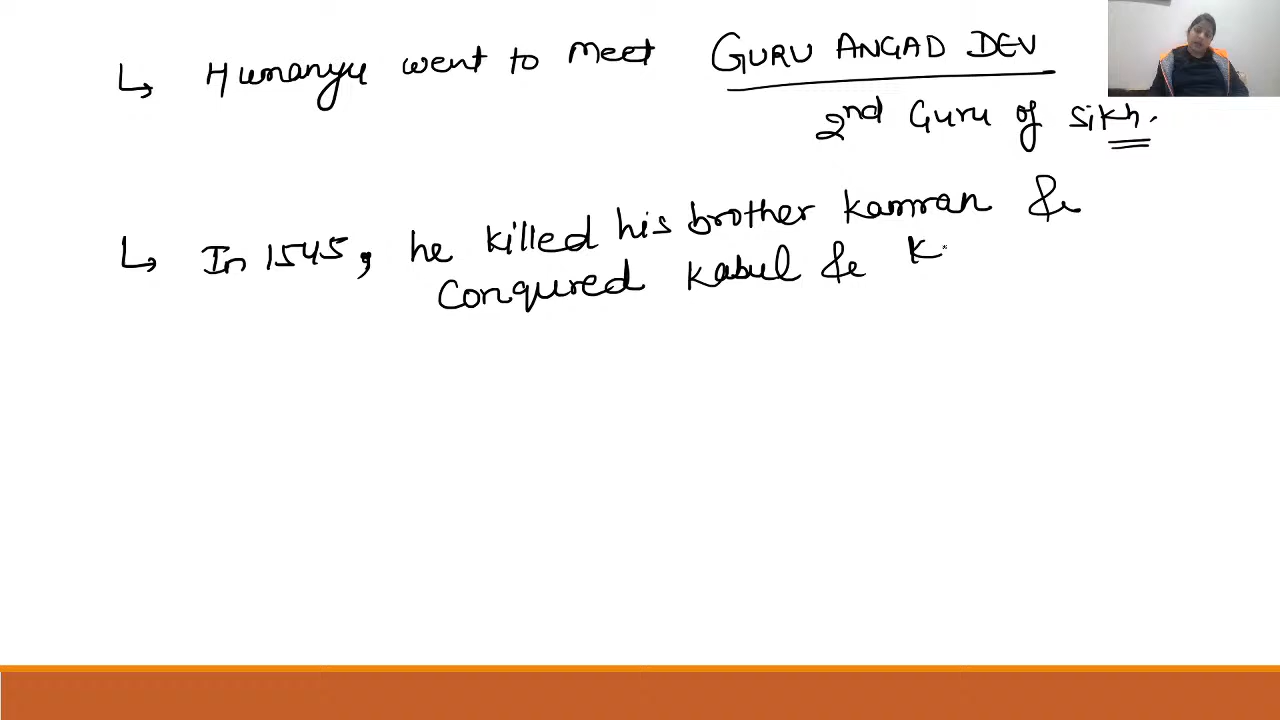 ↳ Humanyu went to meet GURU ANGAD DEV
2nd Guru of Sikh.
↳ In 1545, he killed his brother Kamran &
Conqured Kabul & K